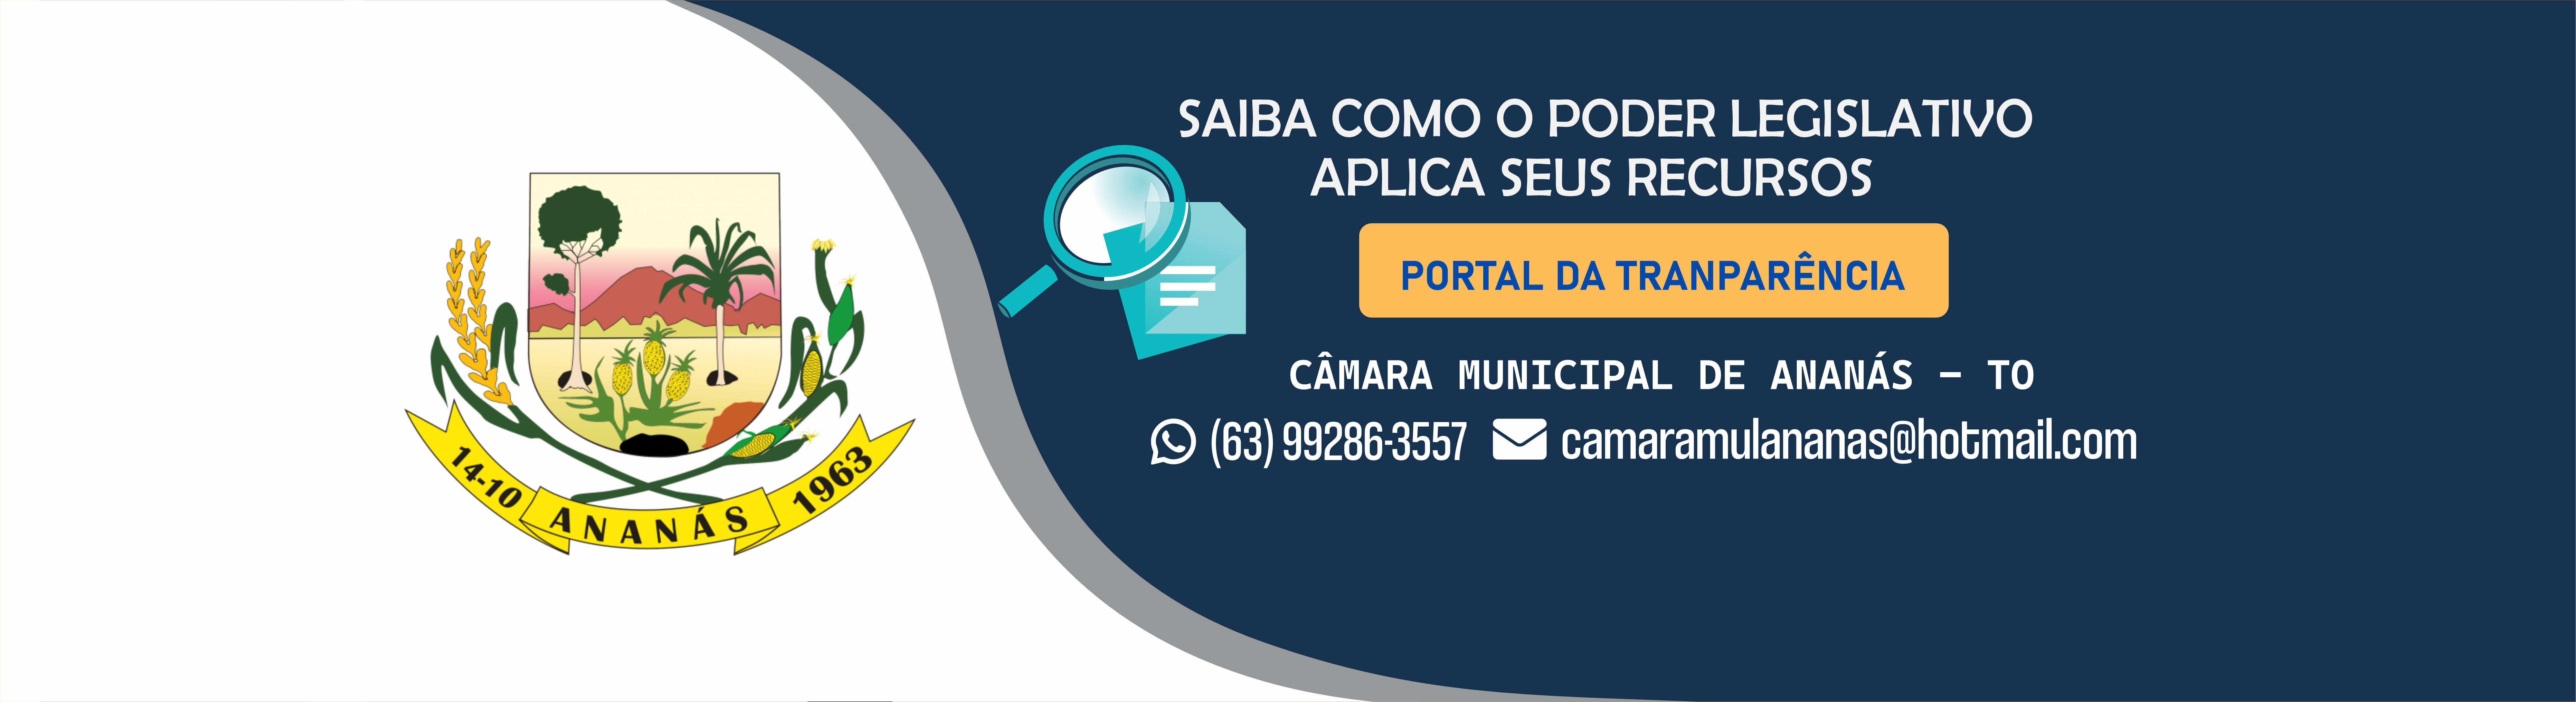 SAIBA COMO O PODER LEGISLATIVO
APLICA SEUS RECURSOS
PORTAL DA TRANPARÊNCIA
CÂMARA MUNICIPAL DE ANANÁS - TO
(63) 99286-3557 camaramulananas@hotmail.com
14-10 ANANÁS 1963